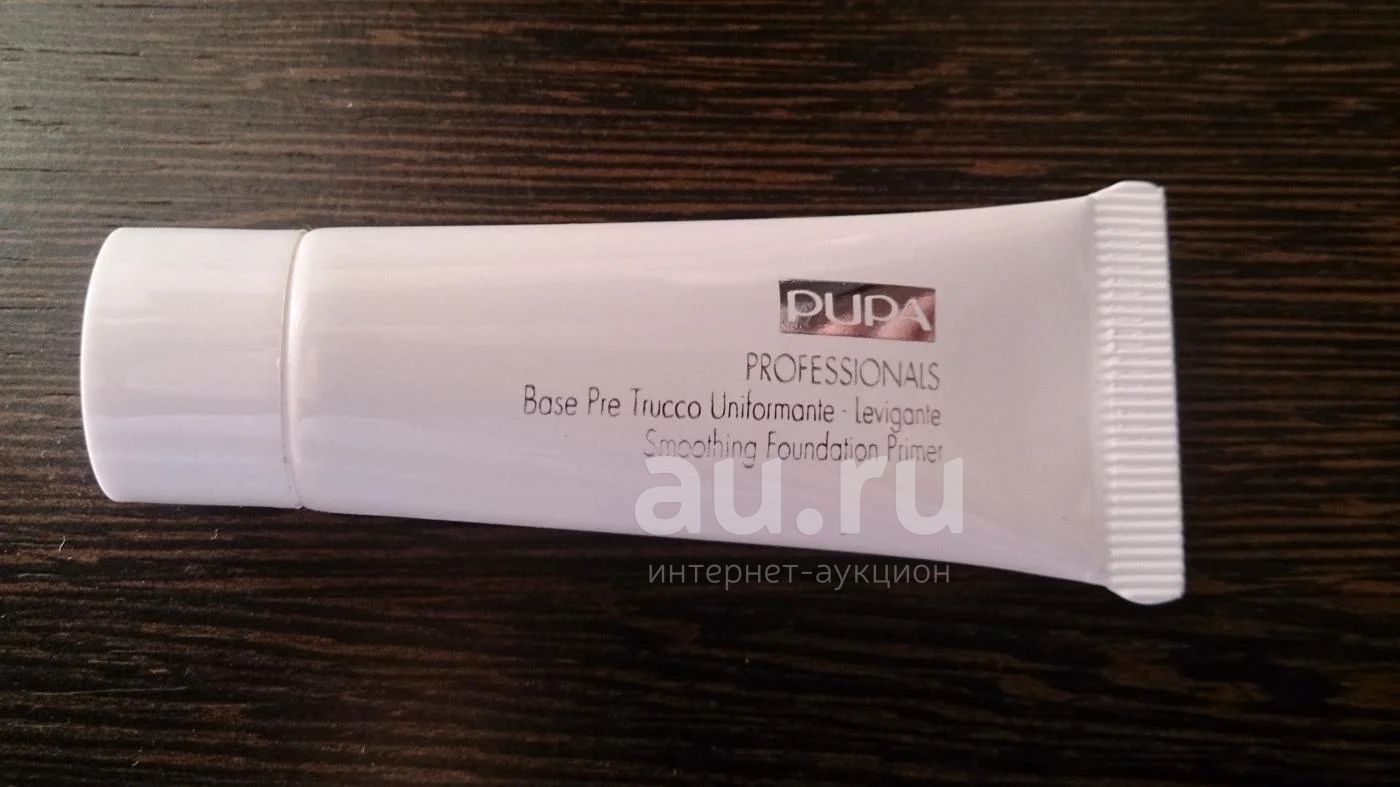 PUPA
PROFESSIONALS
Base Pre Trucco Uniformante - Levigante
Smoothing Foundation Primer
au.ru
интернет-аукцион